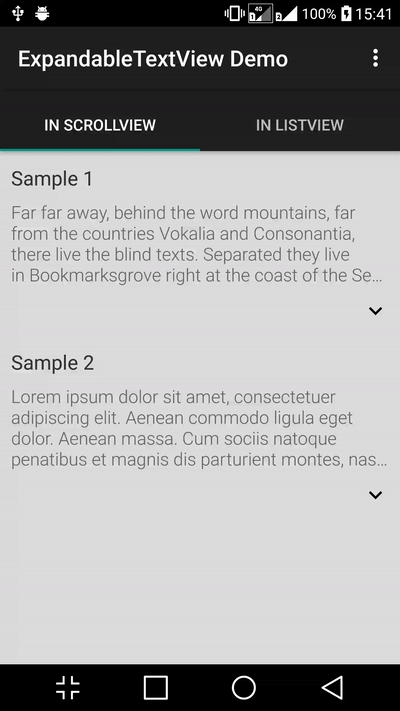 4G
2
100%
15:41
ExpandableTextView Demo
IN SCROLLVIEW
IN LISTVIEW
Sample 1
Far far away, behind the word mountains, far
from the countries Vokalia and Consonantia,
there live the blind texts. Separated they live
in Bookmarksgrove right at the coast of the Se…
Sample 2
Lorem ipsum dolor sit amet, consectetuer
adipiscing elit. Aenean commodo ligula eget
dolor. Aenean massa. Cum sociis natoque
penatibus et magnis dis parturient montes, nas…